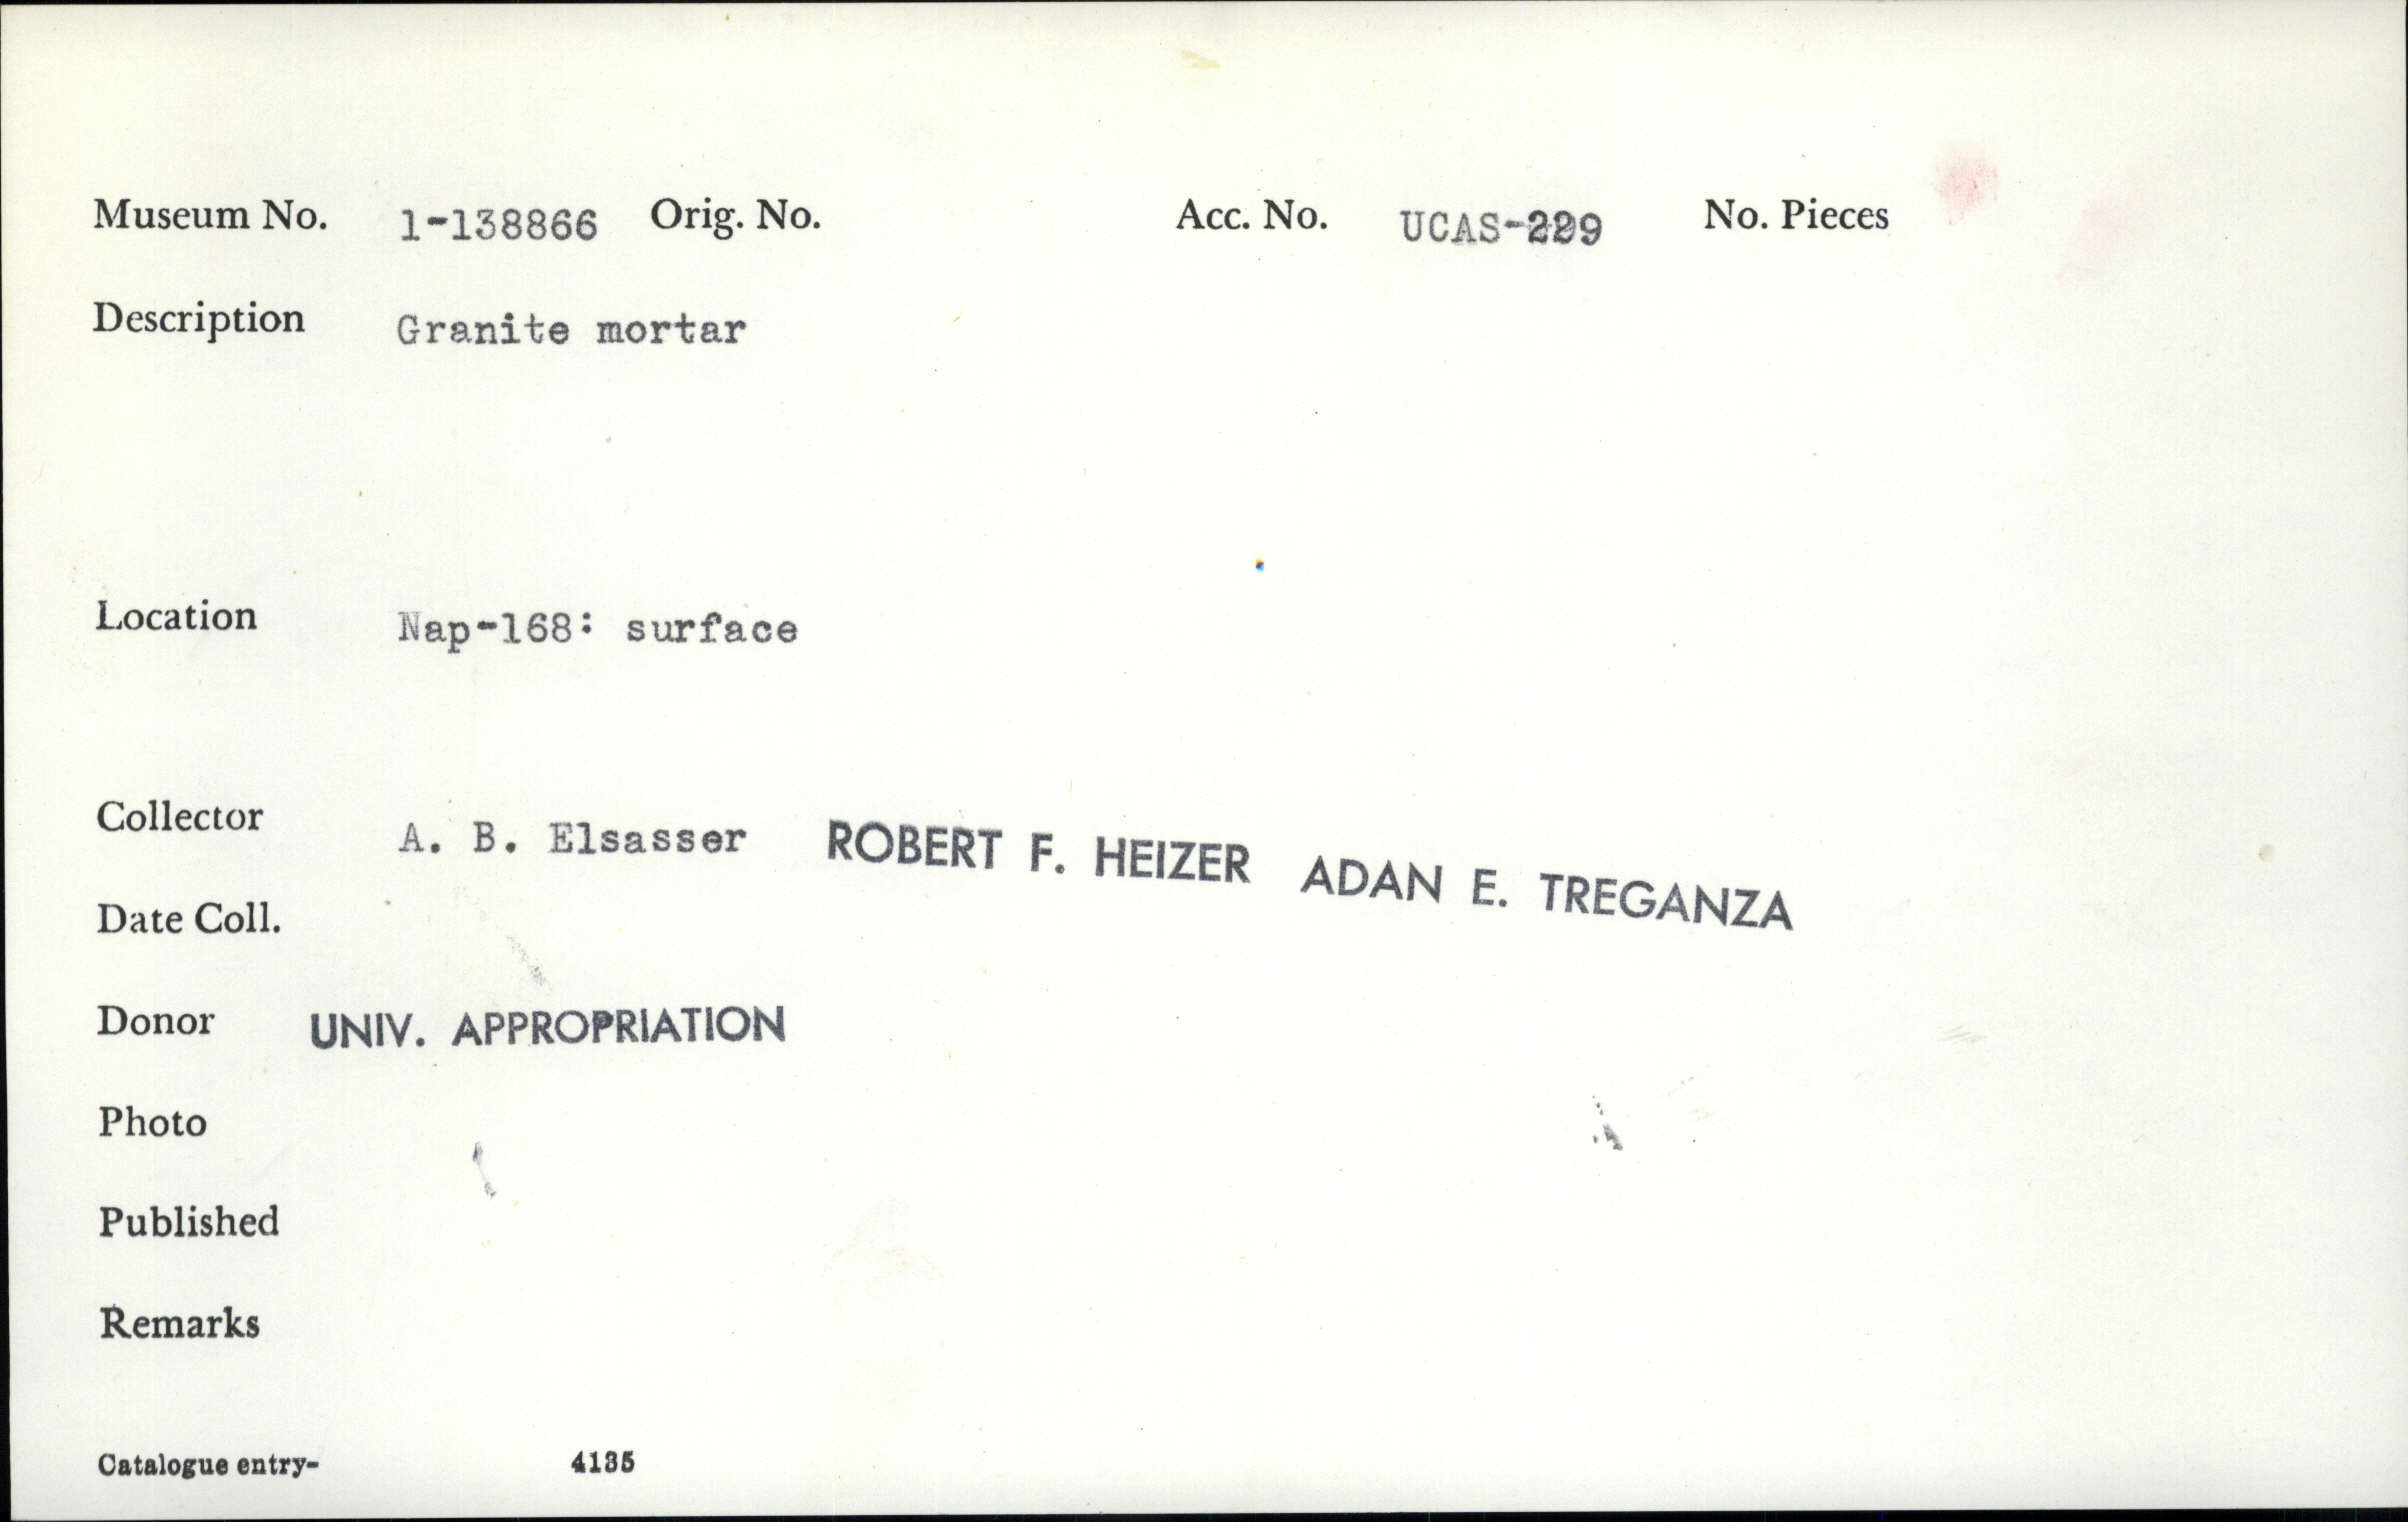 Museum No. 1-138866 Orig. No. Acc. No. UCAS-229 No. Pieces
Description Granite mortar
Location Nap-168: surface
Collector A. B. Elsasser ROBERT F. HEIZER ADAN E. TREGANZA
Date Coll.
Donor UNIV. APPROPRIATION
Photo
Published
Remarks
Catalogue entry- 4135